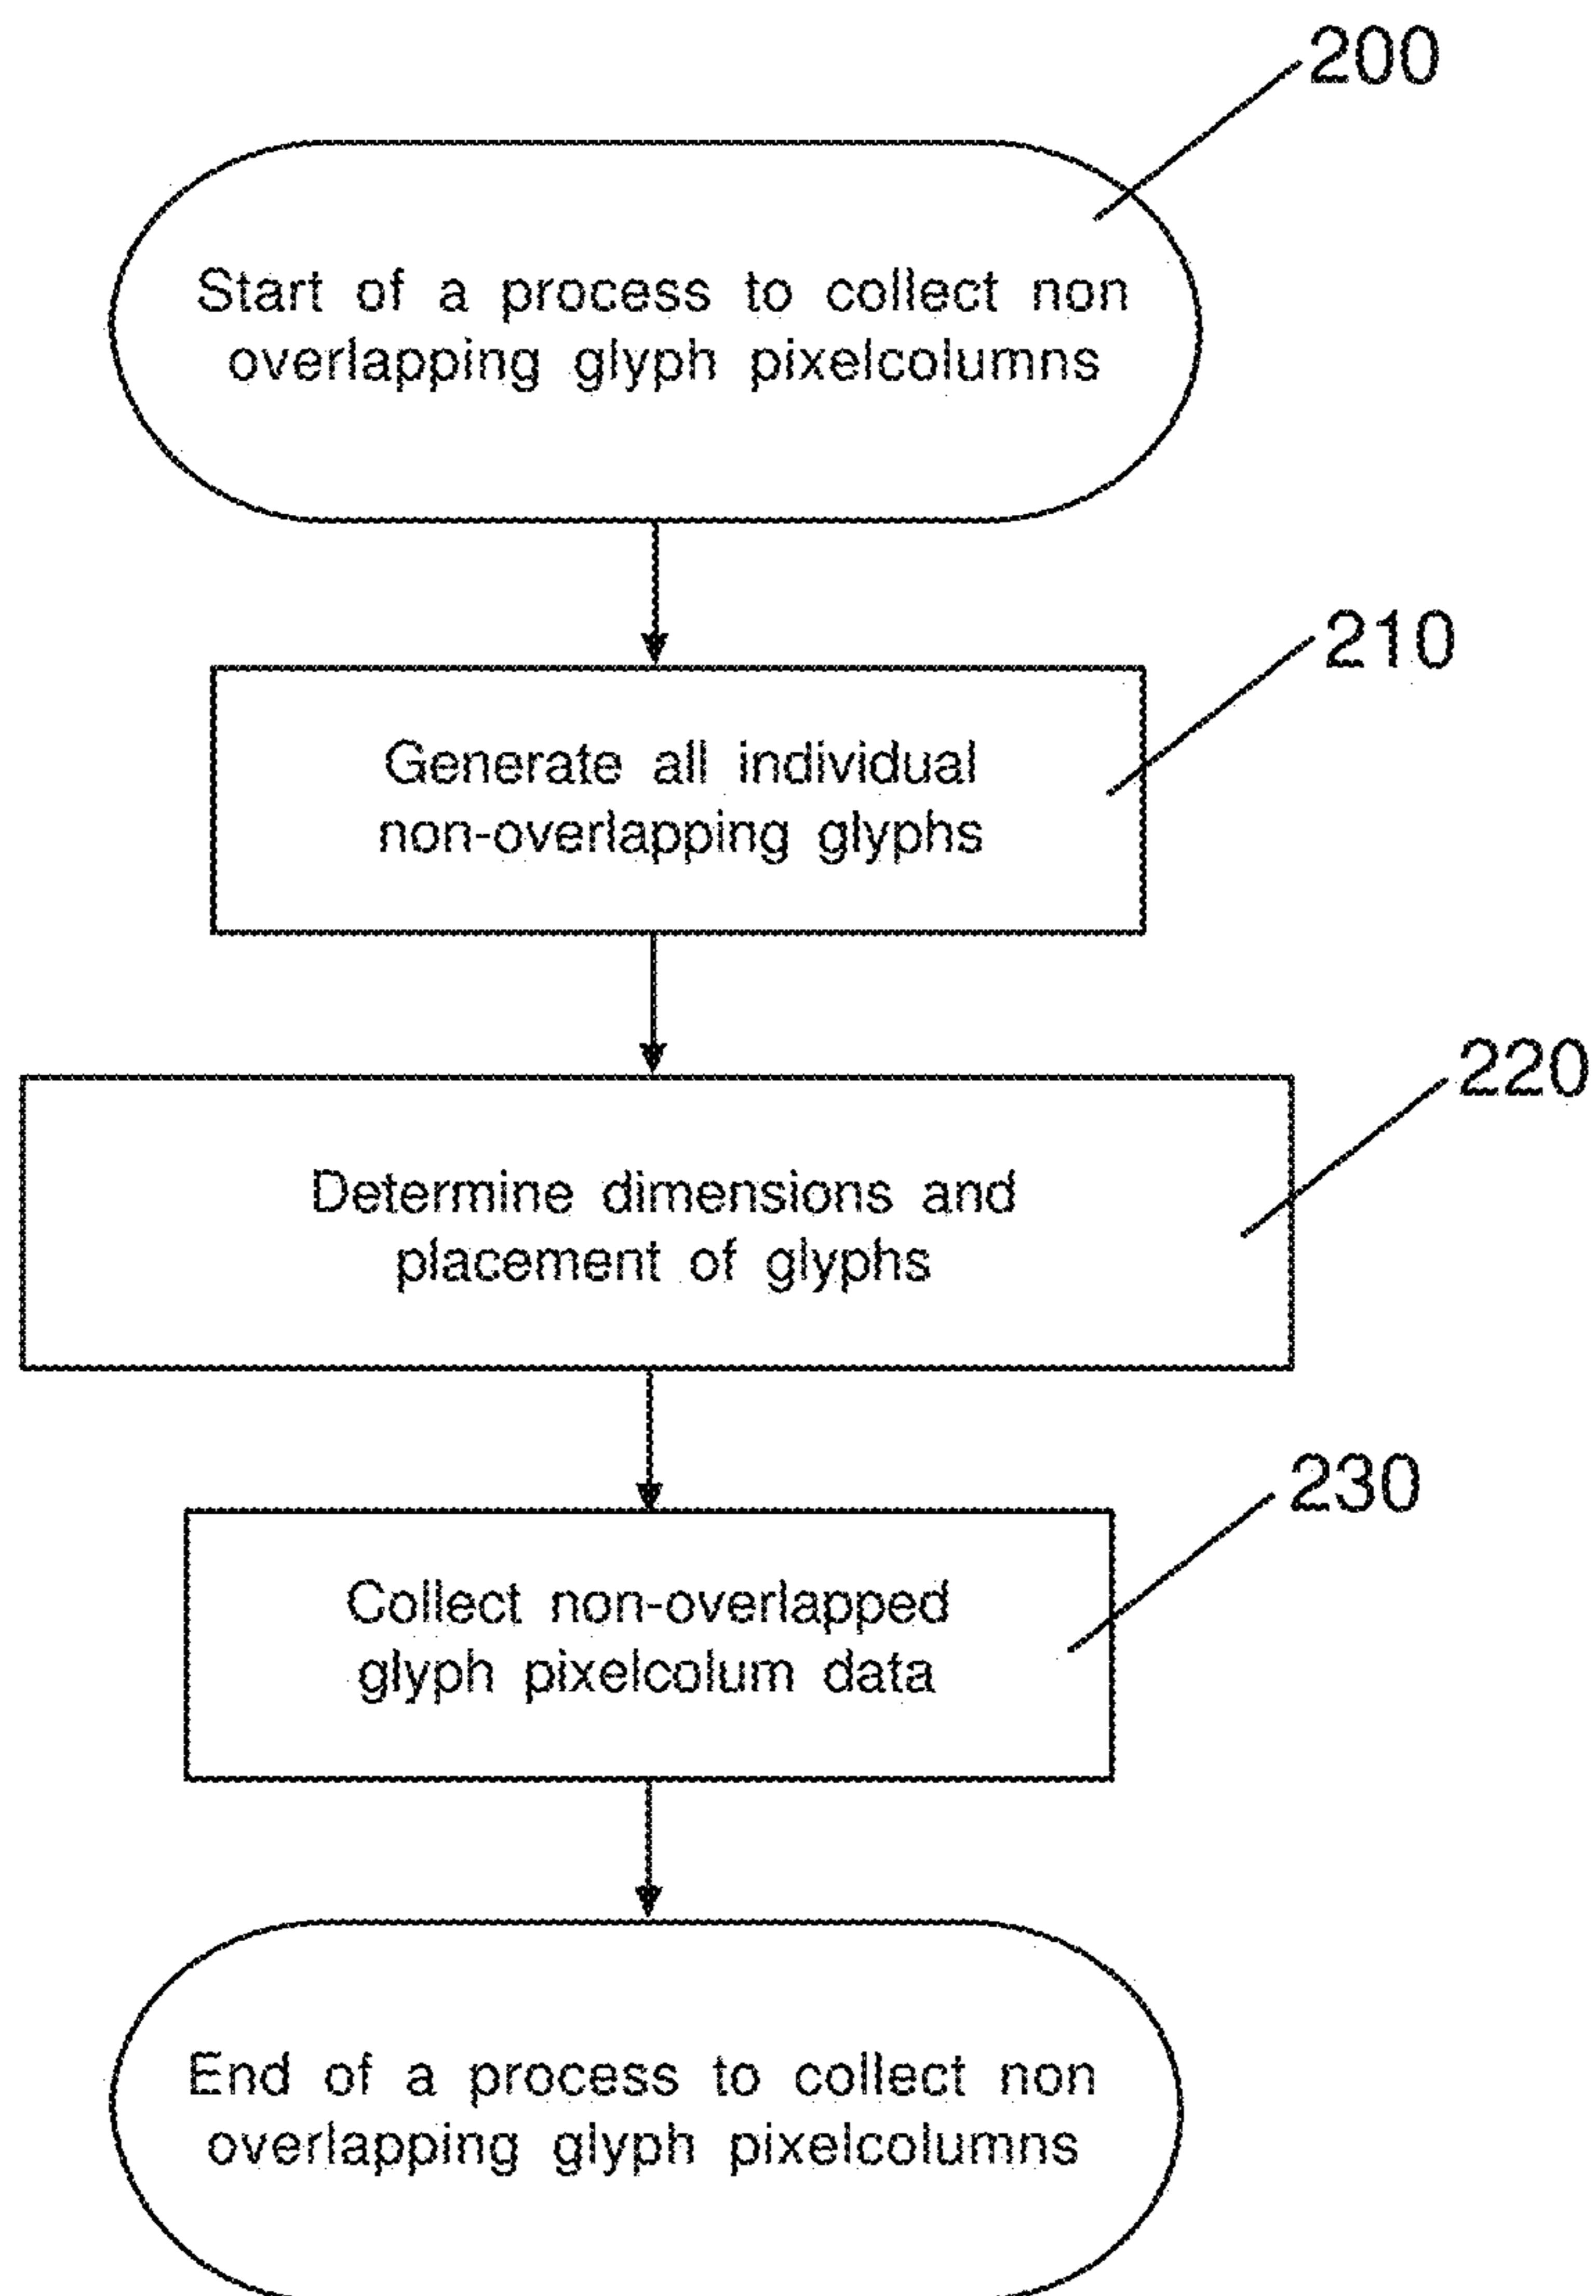 200
Start of a process to collect non
overlapping glyph pixelcolumns
210
Generate all individual
non-overlapping glyphs
220
Determine dimensions and
placement of glyphs
230
Collect non-overlapped
glyph pixelcolum data
End of a process to collect non
overlapping glyph pixelcolumns